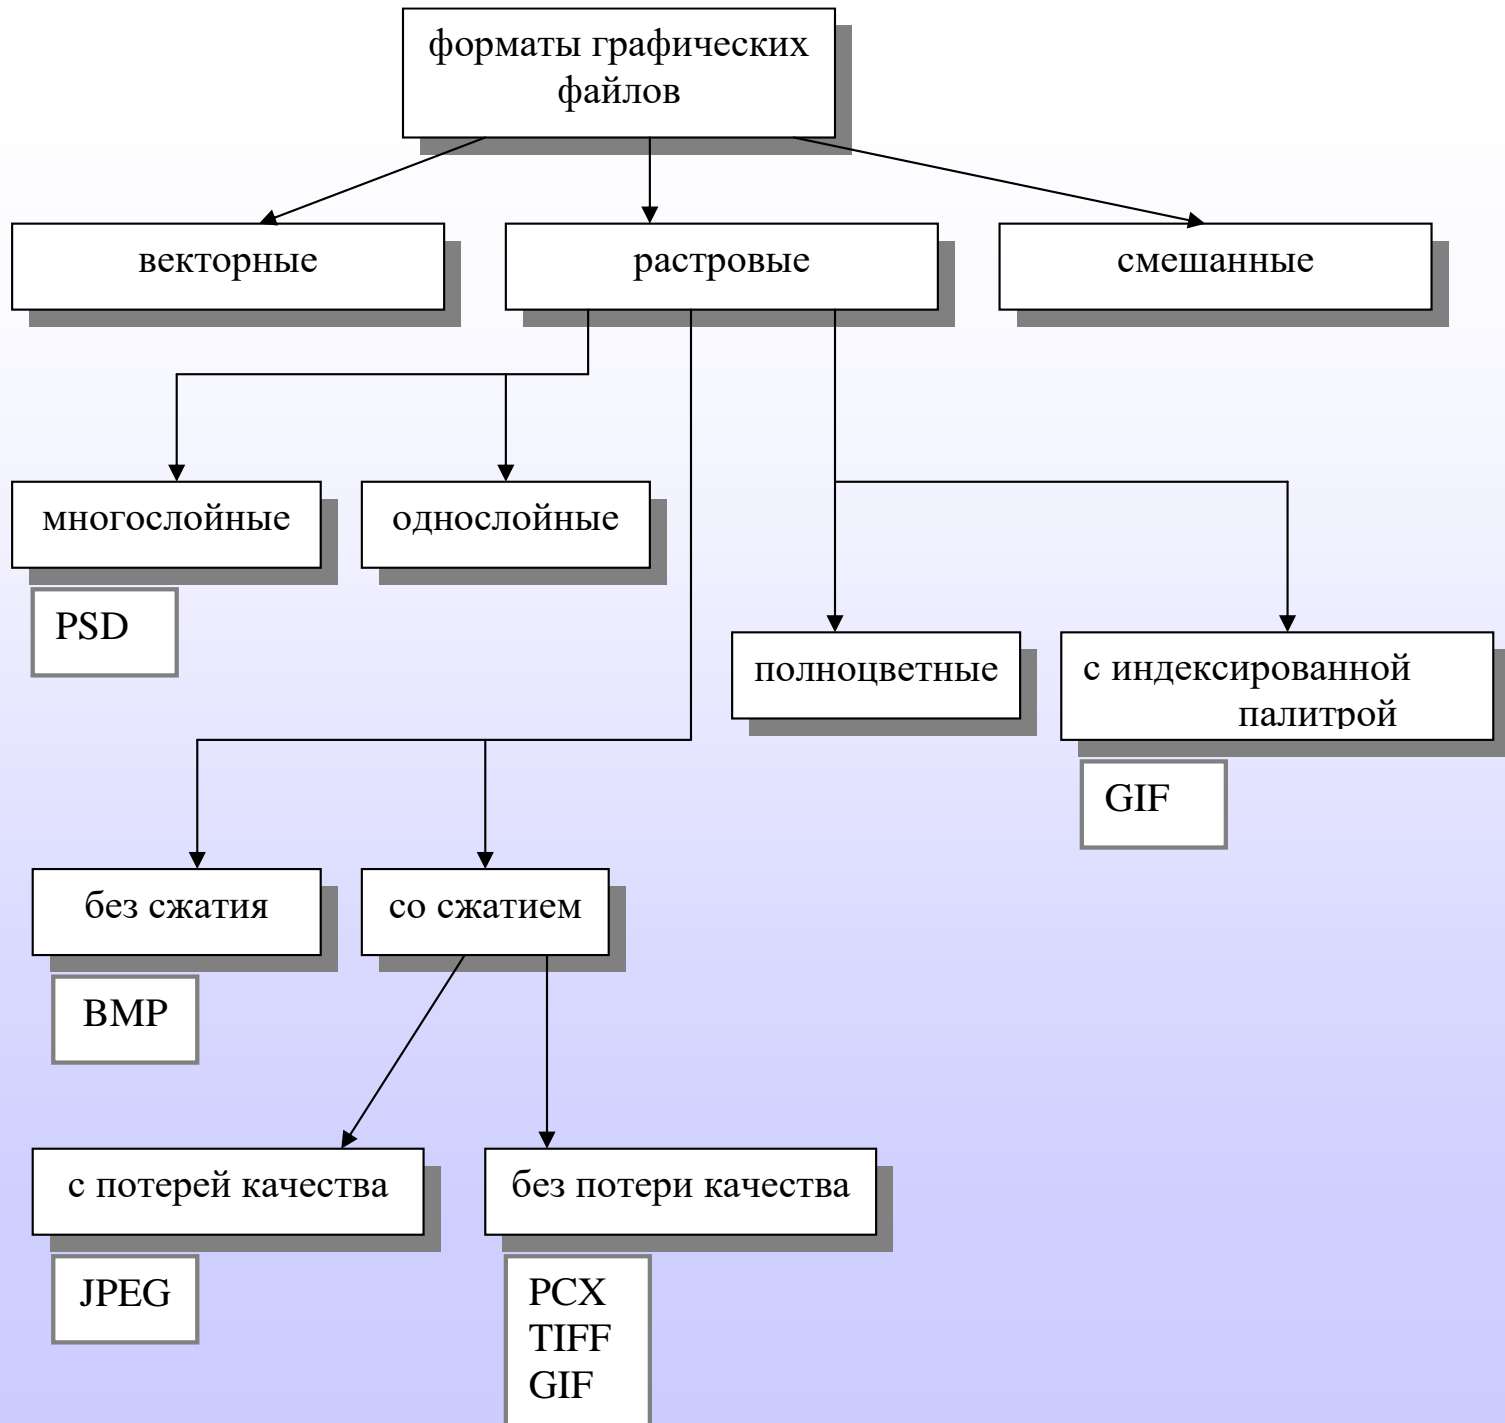 форматы графических
файлов
векторные
растровые
смешанные
многослойные
однослойные
PSD
полноцветные
с индексированной
палитрой
GIF
без сжатия
со сжатием
BMP
с потерей качества
без потери качества
JPEG
PCX
TIFF
GIF